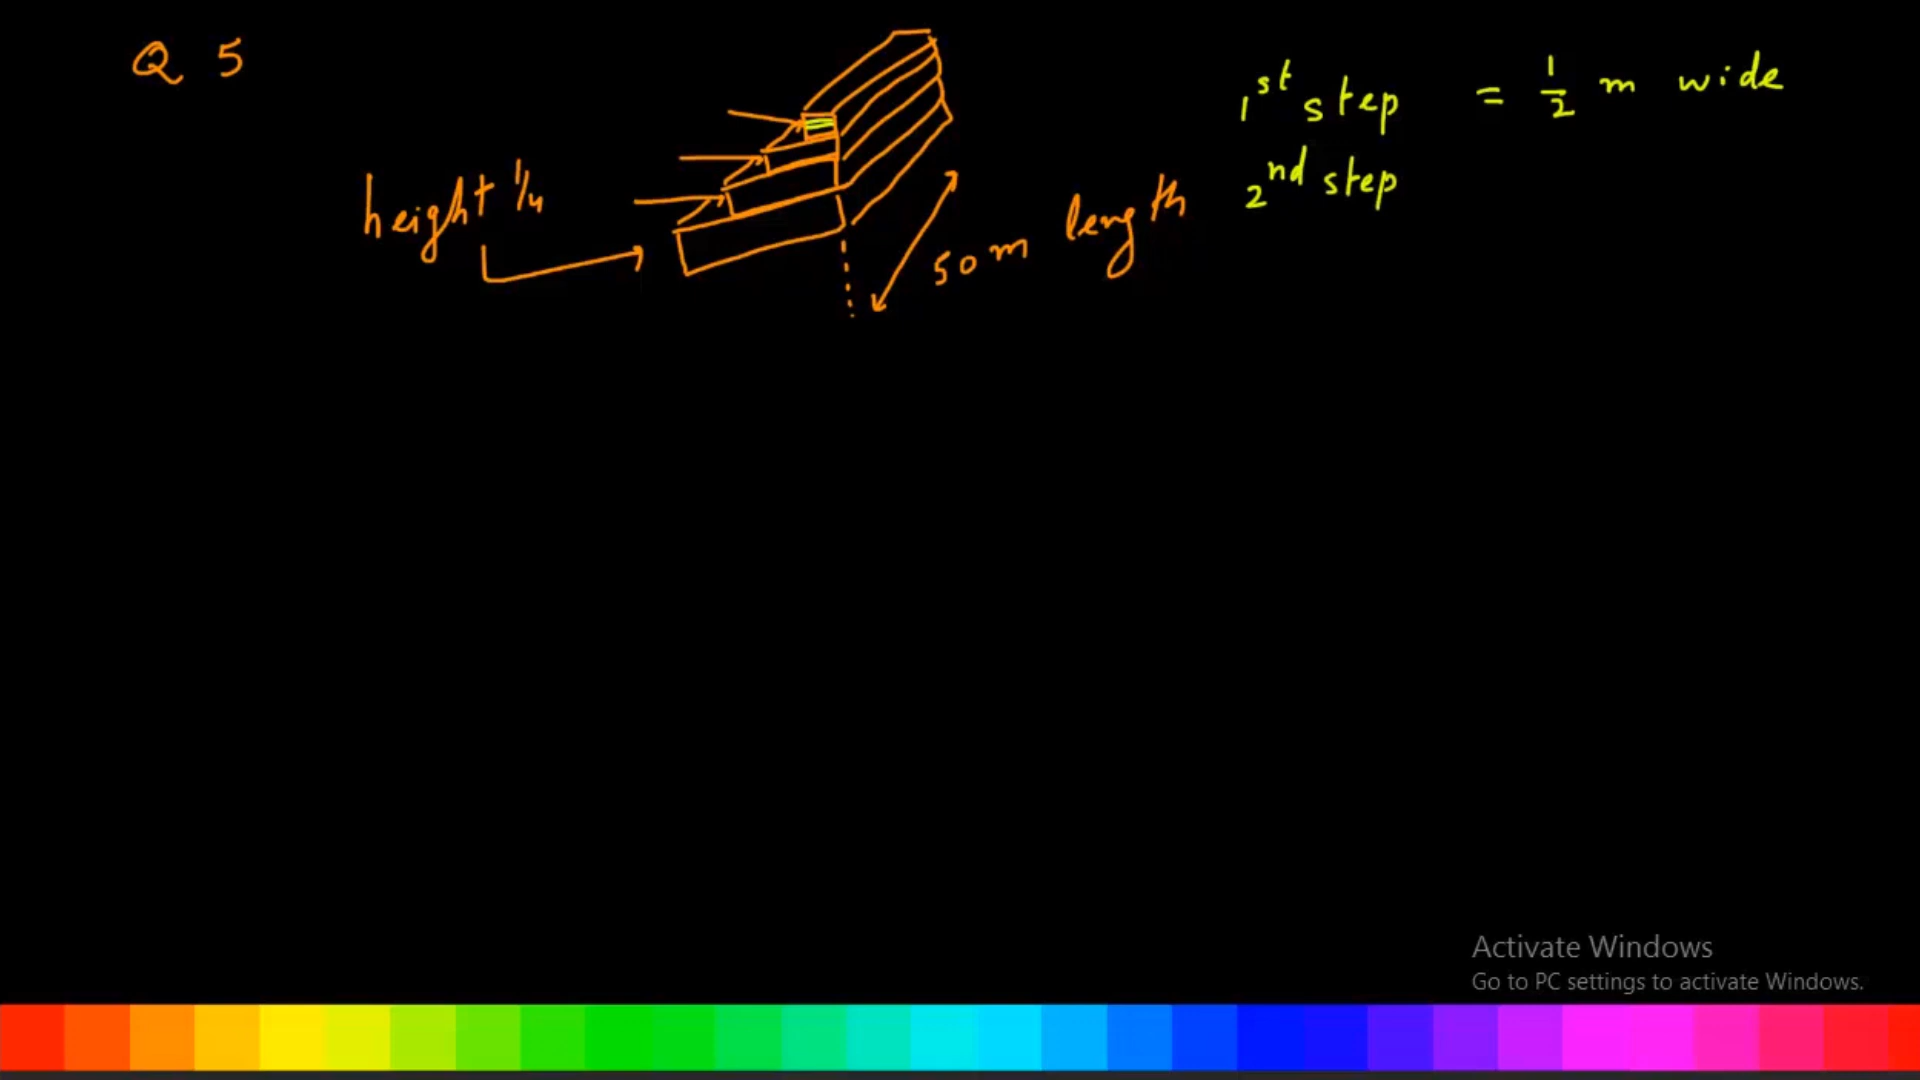 Q 5
1st step = 1/2 m wide
2nd step
height 1/4
50m length
Activate Windows
Go to PC settings to activate Windows.